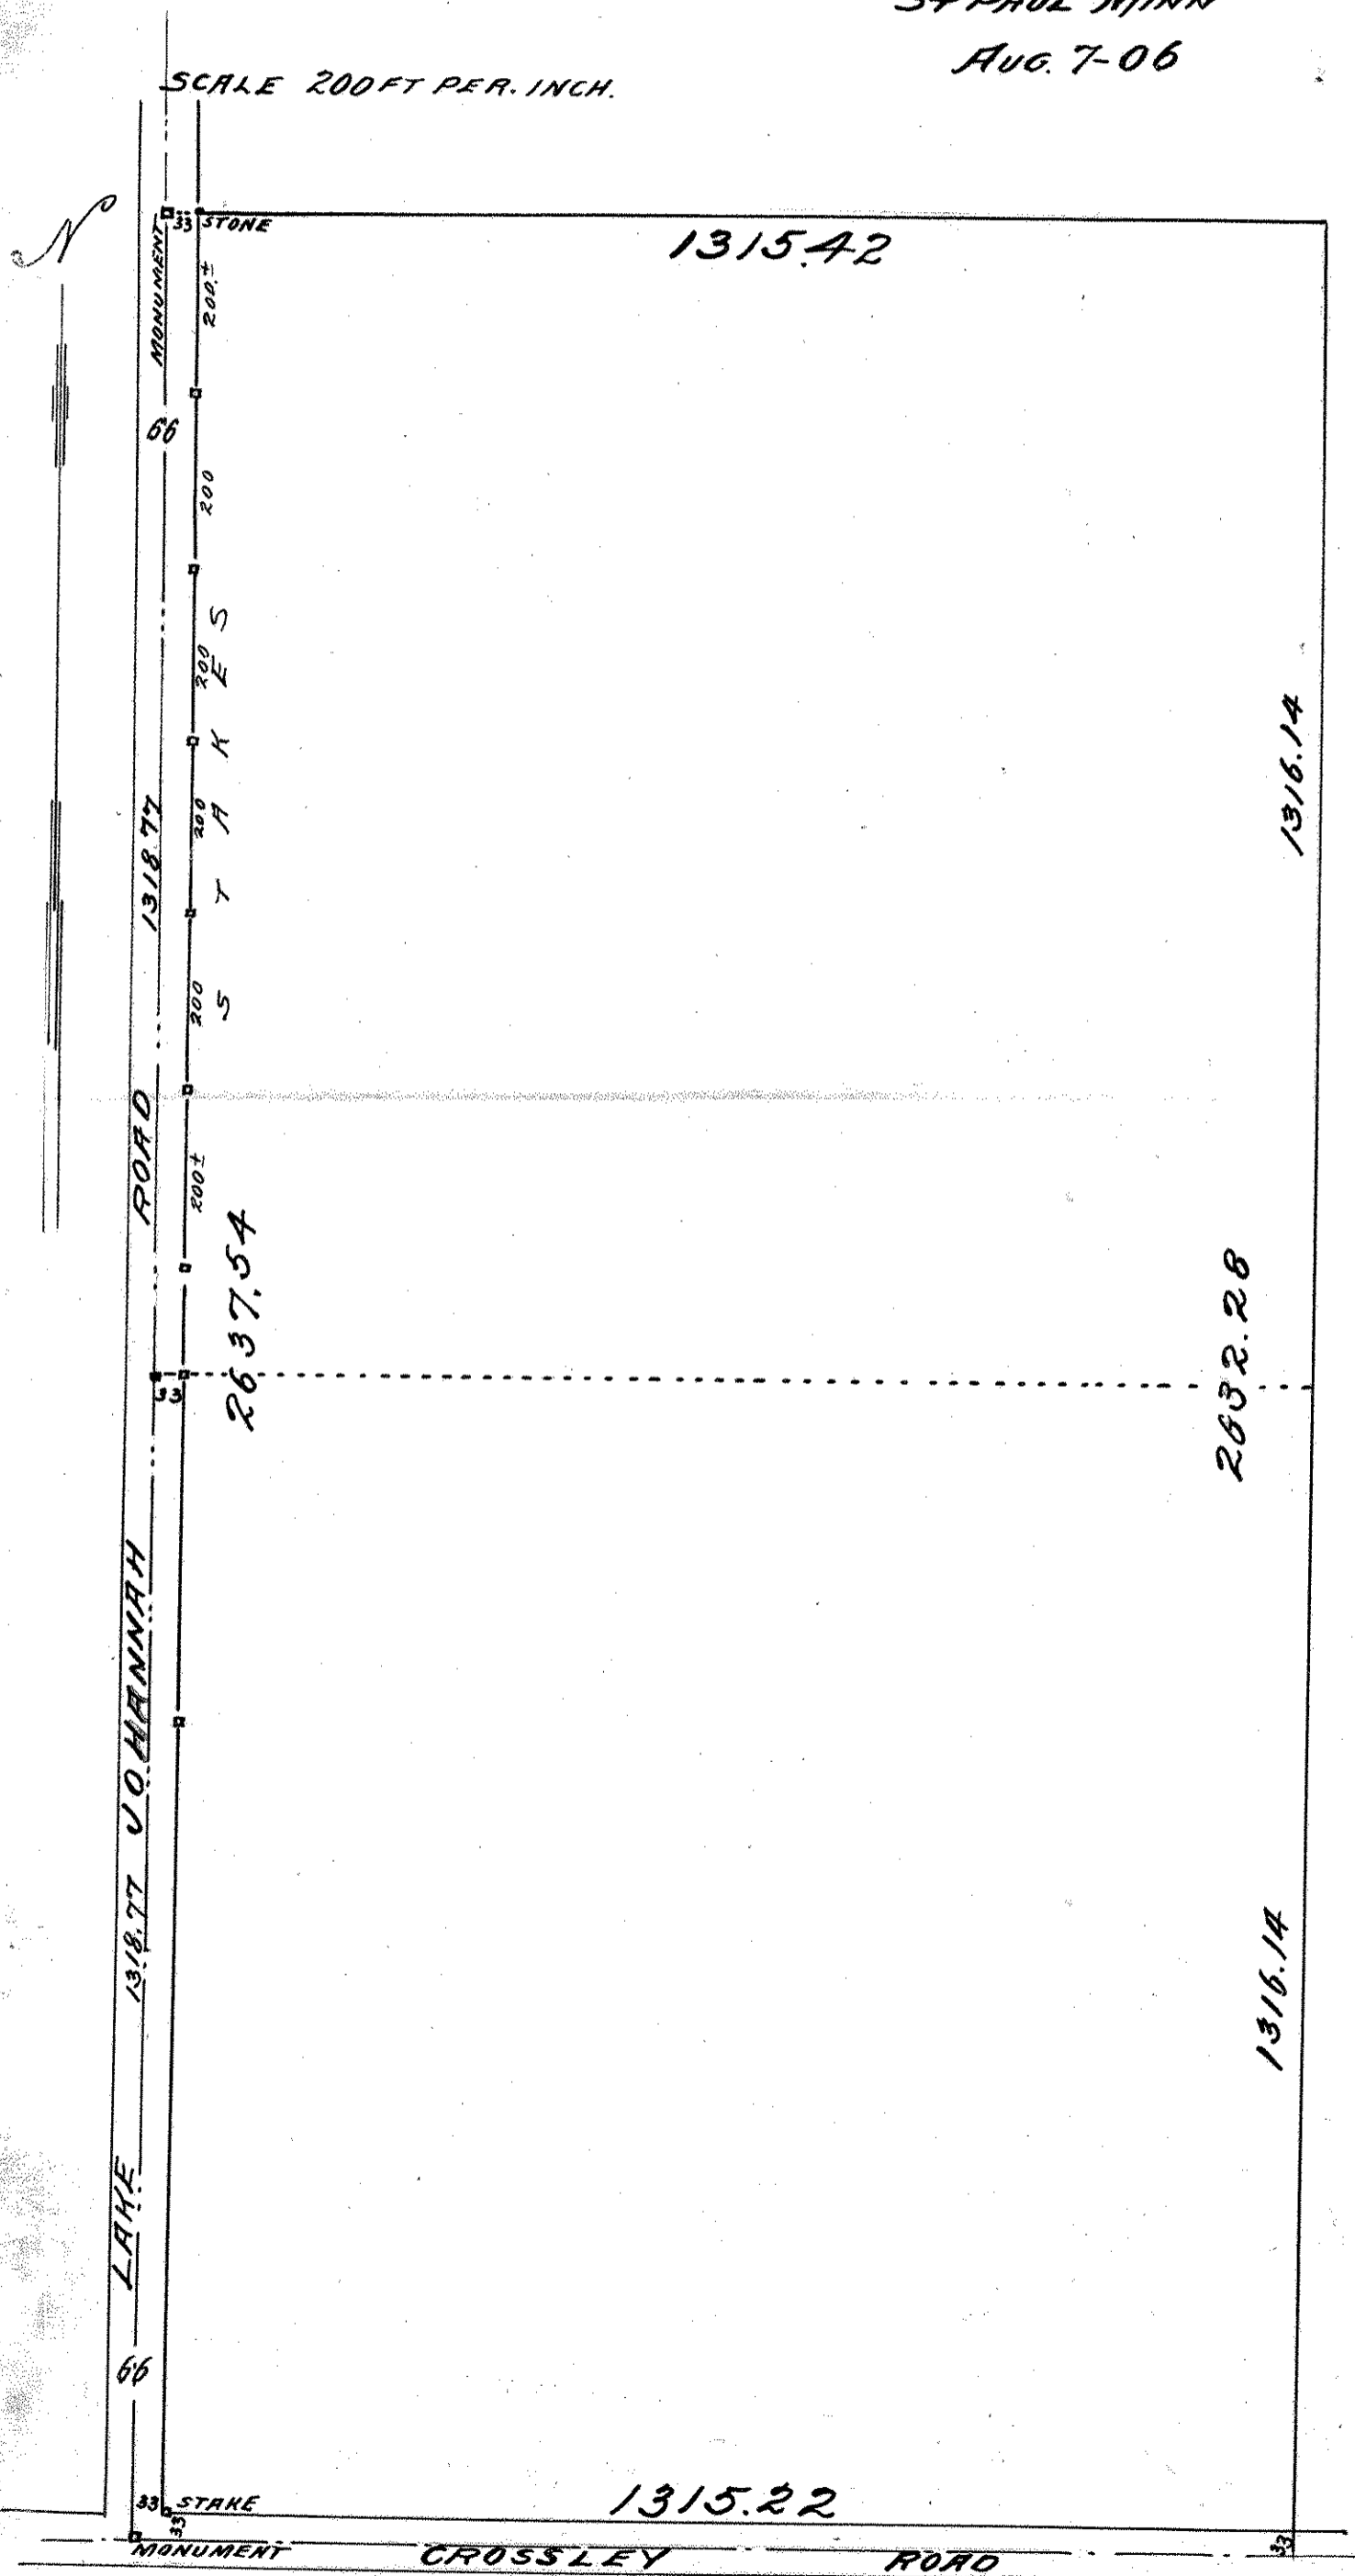 ST PAUL MINN
AUG. 7-06
SCALE 200 FT PER. INCH.
N
33 STONE
MONUMENT
1315.42
200.±
66
200
200
200
200
200±
STAKES
1318.77
1316.14
ROAD
2637.54
2632.28
33
JOHANNAH
1318.77
1316.14
LAKE
66
33 STAKE
33
1315.22
33
MONUMENT
CROSSLEY ROAD